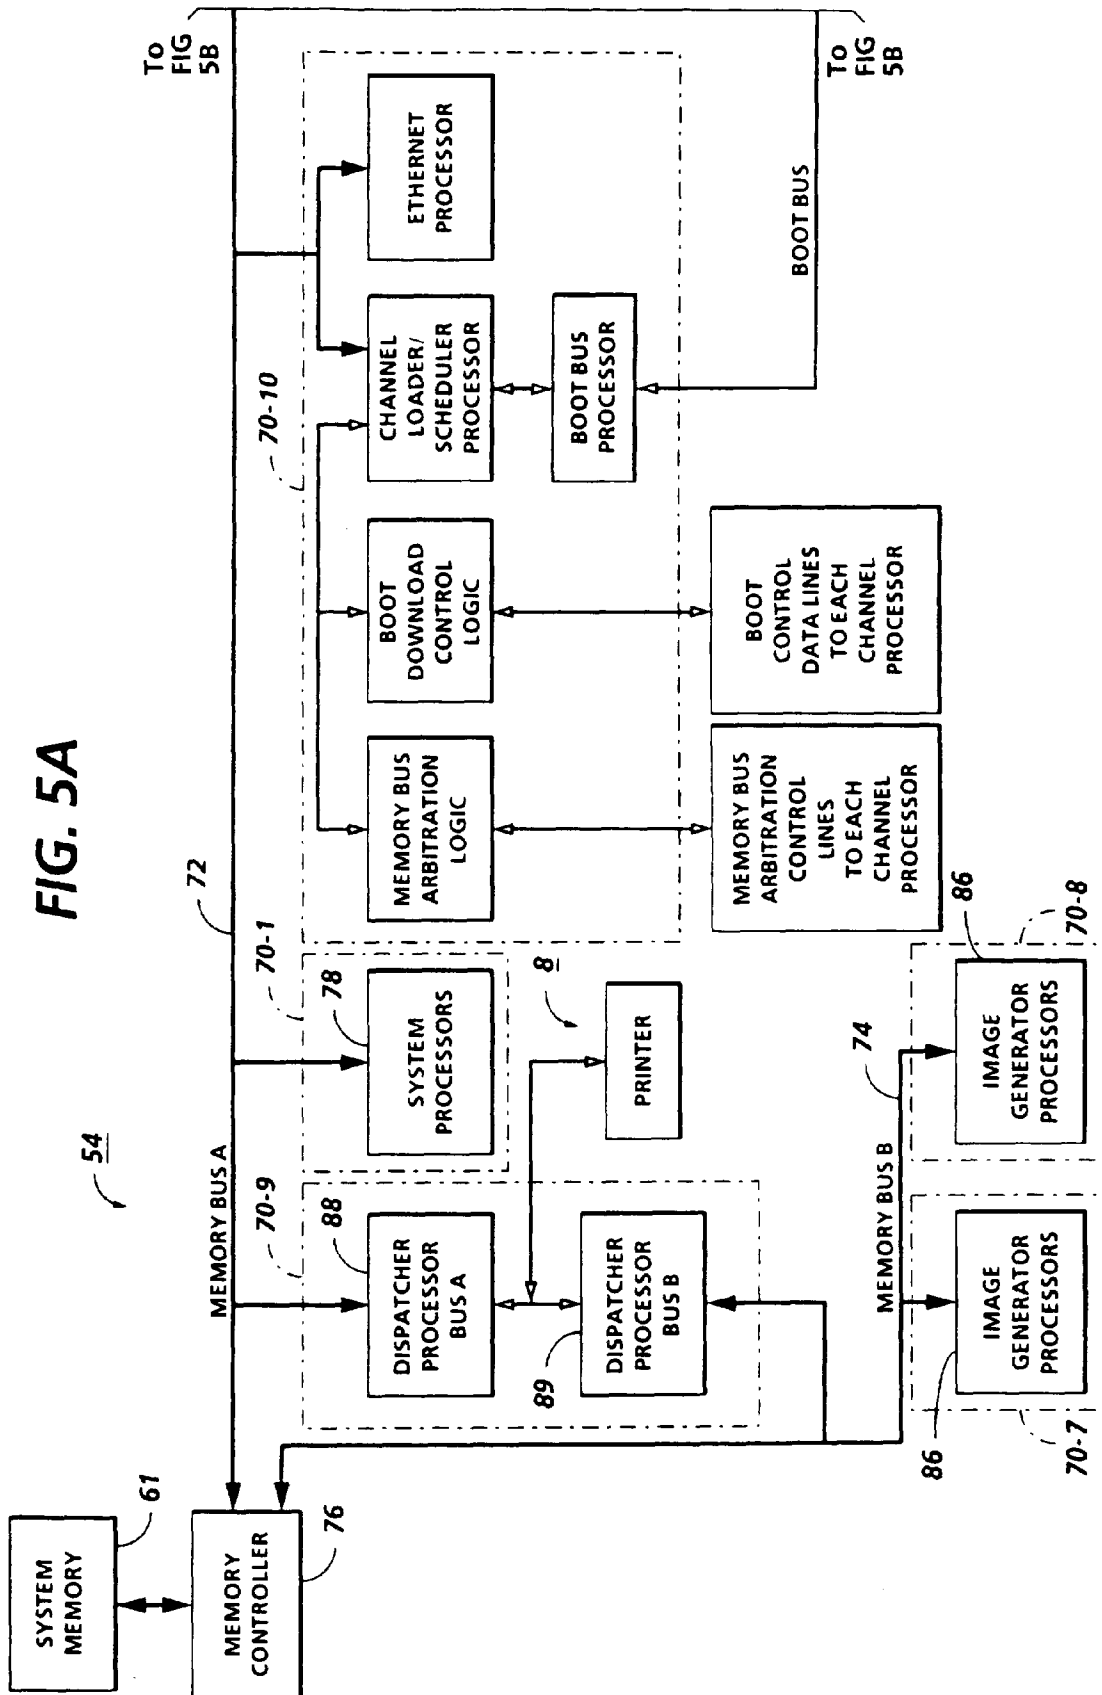 FIG. 5A
54
SYSTEM
MEMORY
61
MEMORY
CONTROLLER
76
MEMORY BUS A
72
To
FIG
5B
70-9
88
DISPATCHER
PROCESSOR
BUS A
89
DISPATCHER
PROCESSOR
BUS B
70-1
78
SYSTEM
PROCESSORS
8
PRINTER
70-10
MEMORY BUS
ARBITRATION
LOGIC
BOOT
DOWNLOAD
CONTROL
LOGIC
CHANNEL
LOADER/
SCHEDULER
PROCESSOR
ETHERNET
PROCESSOR
BOOT BUS
PROCESSOR
MEMORY BUS
ARBITRATION
CONTROL
LINES
TO EACH
CHANNEL
PROCESSOR
BOOT
CONTROL
DATA LINES
TO EACH
CHANNEL
PROCESSOR
BOOT BUS
To
FIG
5B
MEMORY BUS B
74
86
IMAGE
GENERATOR
PROCESSORS
70-7
86
IMAGE
GENERATOR
PROCESSORS
70-8